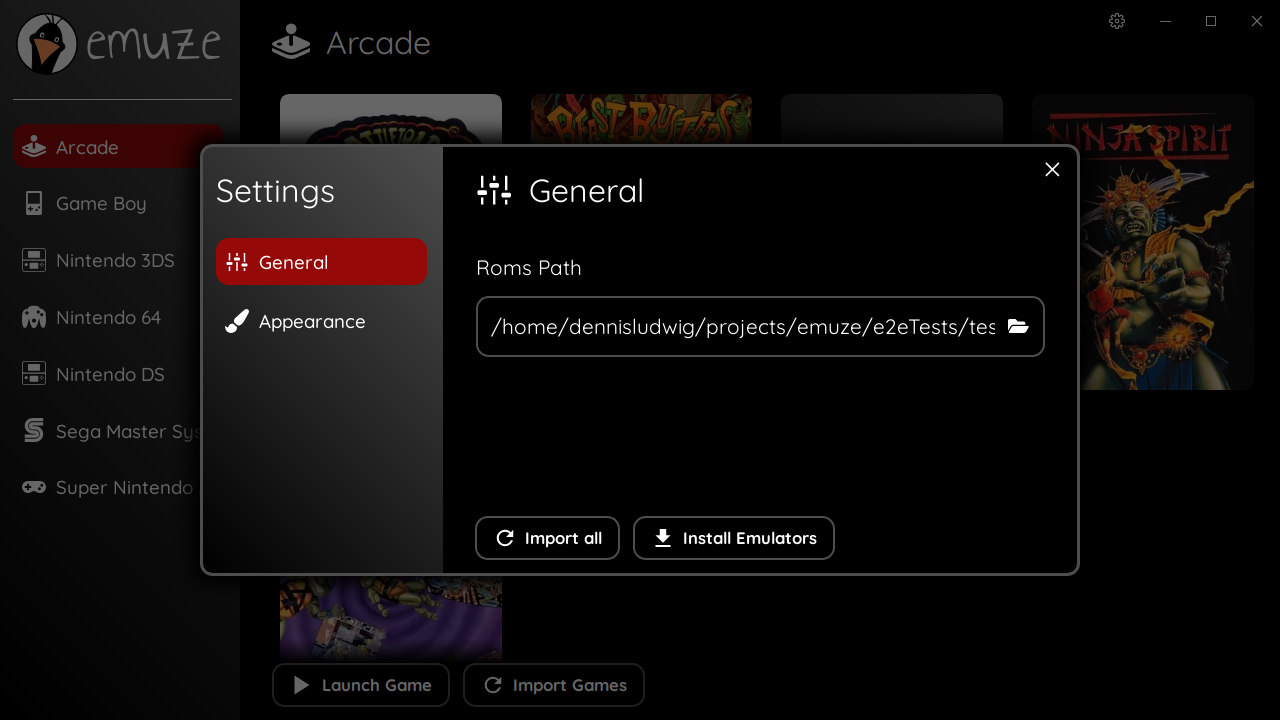 emuze
Arcade
Game Boy
Nintendo 3DS
Nintendo 64
Nintendo DS
Sega Master Sys
Super Nintendo
Arcade
BEAST BUSTERS
NINJA SPIRIT
Settings
General
Appearance
General
Roms Path
/home/dennisludwig/projects/emuze/e2eTests/tes
Import all
Install Emulators
Launch Game
Import Games